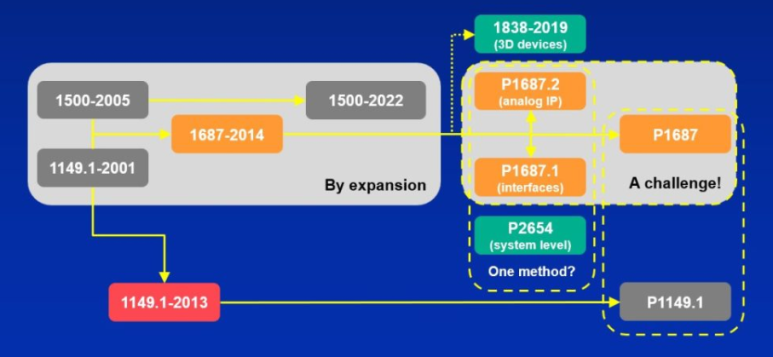 1838-2019
(3D devices)
1500-2005
1500-2022
P1687.2
(analog IP)
1687-2014
P1687
1149.1-2001
By expansion
P1687.1
(interfaces)
A challenge!
P2654
(system level)
One method?
1149.1-2013
P1149.1